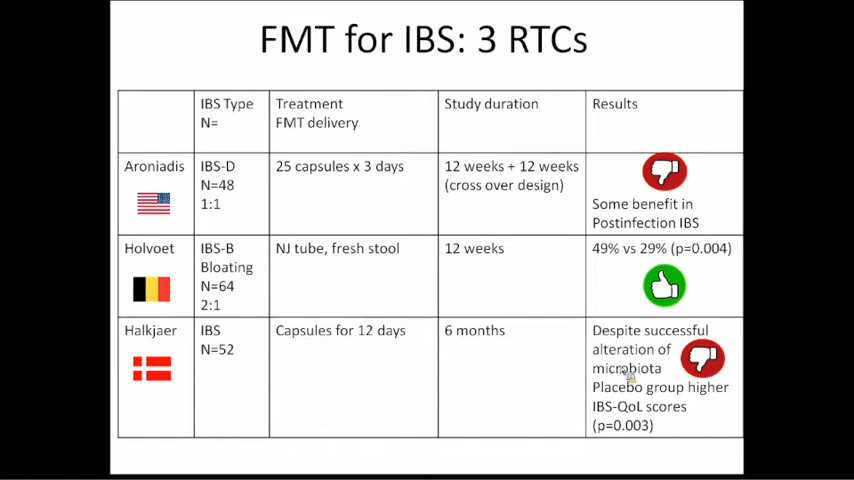 FMT for IBS: 3 RTCs
IBS Type
N=
Treatment
FMT delivery
Study duration
Results
Aroniadis
IBS-D
N=48
1:1
25 capsules x 3 days
12 weeks + 12 weeks
(cross over design)
Some benefit in
Postinfection IBS
Holvoet
IBS-B
Bloating
N=64
2:1
NJ tube, fresh stool
12 weeks
49% vs 29% (p=0.004)
Halkjaer
IBS
N=52
Capsules for 12 days
6 months
Despite successful
alteration of
microbiota
Placebo group higher
IBS-QoL scores
(p=0.003)